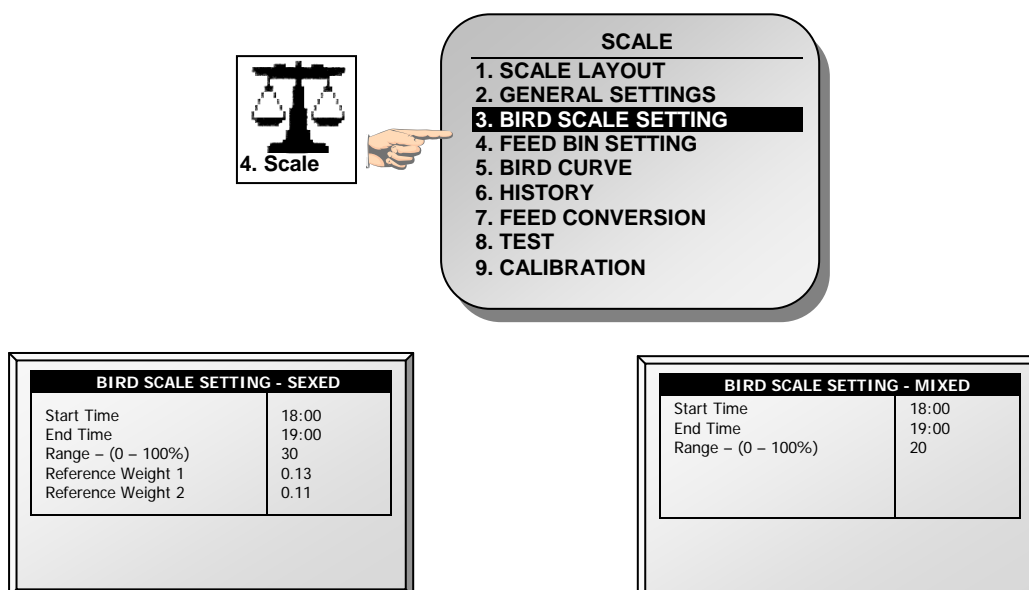 4. Scale
SCALE
1. SCALE LAYOUT
2. GENERAL SETTINGS
3. BIRD SCALE SETTING
4. FEED BIN SETTING
5. BIRD CURVE
6. HISTORY
7. FEED CONVERSION
8. TEST
9. CALIBRATION
BIRD SCALE SETTING - SEXED
Start Time 18:00
End Time 19:00
Range – (0 – 100%) 30
Reference Weight 1 0.13
Reference Weight 2 0.11
BIRD SCALE SETTING - MIXED
Start Time 18:00
End Time 19:00
Range – (0 – 100%) 20